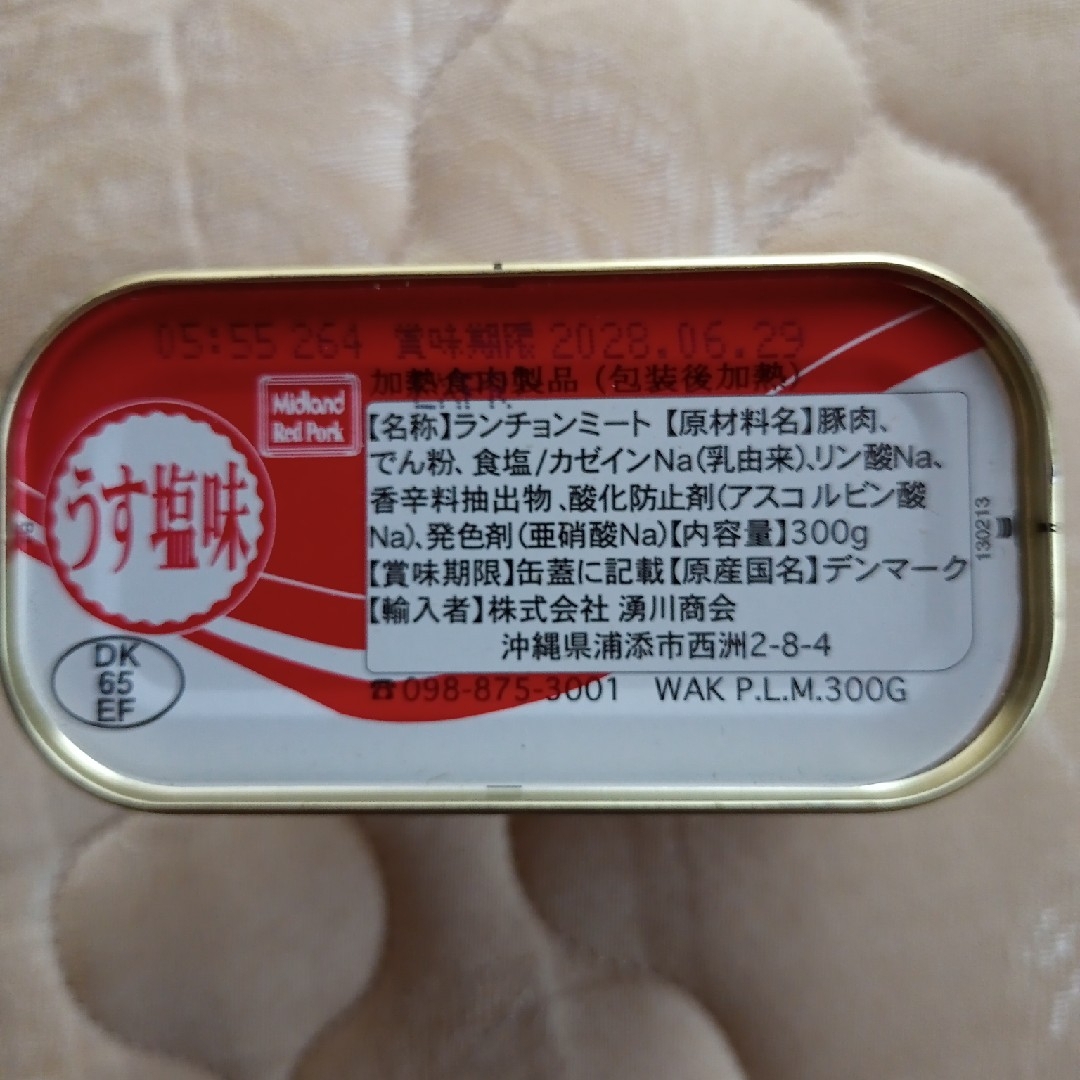 05:55 264 賞味期限 2028.06.29
加熱食肉製品（包装後加熱）
Midland
Red Pork
【名称】ランチョンミート【原材料名】豚肉、
でん粉、食塩/カゼインNa(乳由来)、リン酸Na、
香辛料抽出物、酸化防止剤(アスコルビン酸
Na)、発色剤(亜硝酸Na)【内容量】300g
【賞味期限】缶蓋に記載【原産国名】デンマーク
【輸入者】株式会社 湧川商会
沖縄県浦添市西洲2-8-4
☎098-875-3001 WAK P.L.M.300G
うす塩味
DK
65
EF
130213